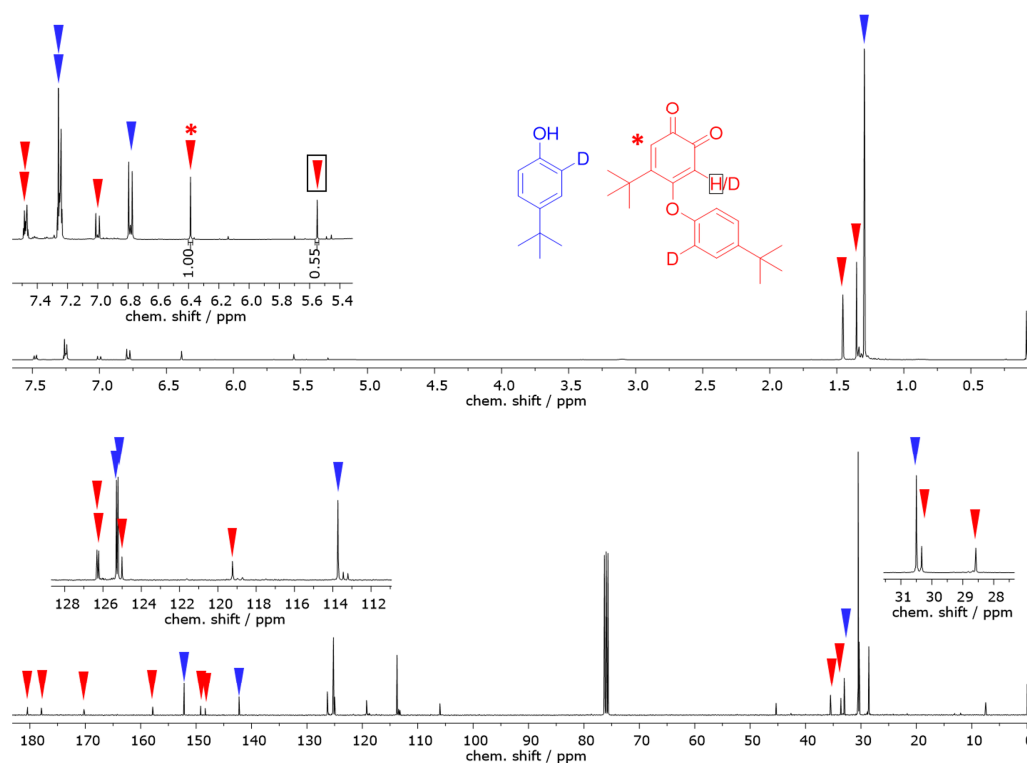 *
1.00
0.55
7.4 7.2 7.0 6.8 6.6 6.4 6.2 6.0 5.8 5.6 5.4
chem. shift / ppm
OH
D
O
O
*
H/D
O
D
7.5 7.0 6.5 6.0 5.5 5.0 4.5 4.0 3.5 3.0 2.5 2.0 1.5 1.0 0.5
chem. shift / ppm
128 126 124 122 120 118 116 114 112
chem. shift / ppm
31 30 29 28
chem. shift / ppm
180 170 160 150 140 130 120 110 100 90 80 70 60 50 40 30 20 10 0
chem. shift / ppm